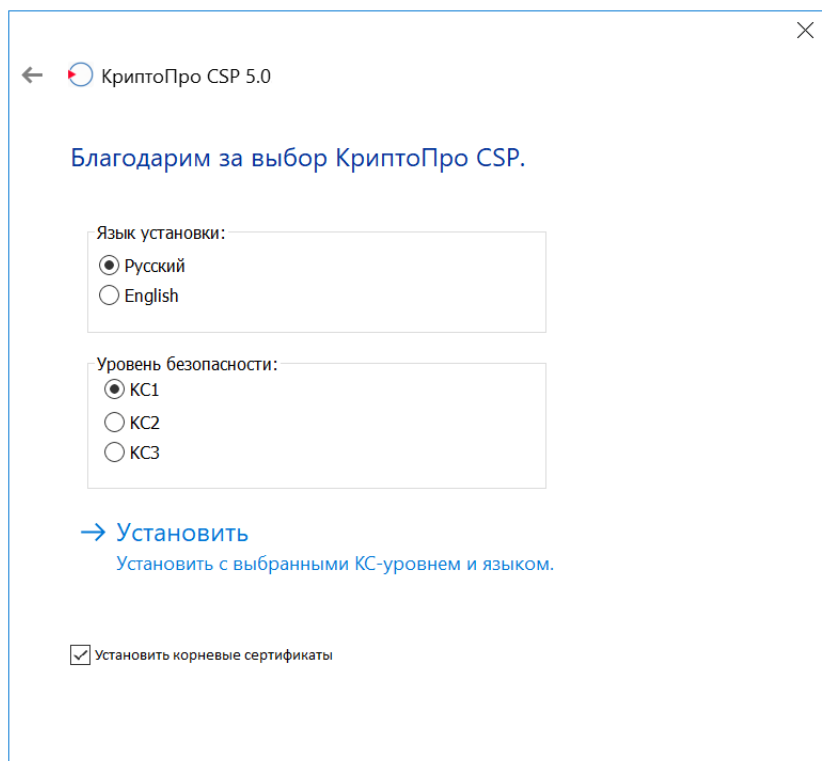 КриптоПро CSP 5.0
Благодарим за выбор КриптоПро CSP.
Язык установки:
Русский
English
Уровень безопасности:
КС1
КС2
КС3
Установить
Установить с выбранными КС-уровнем и языком.
Установить корневые сертификаты